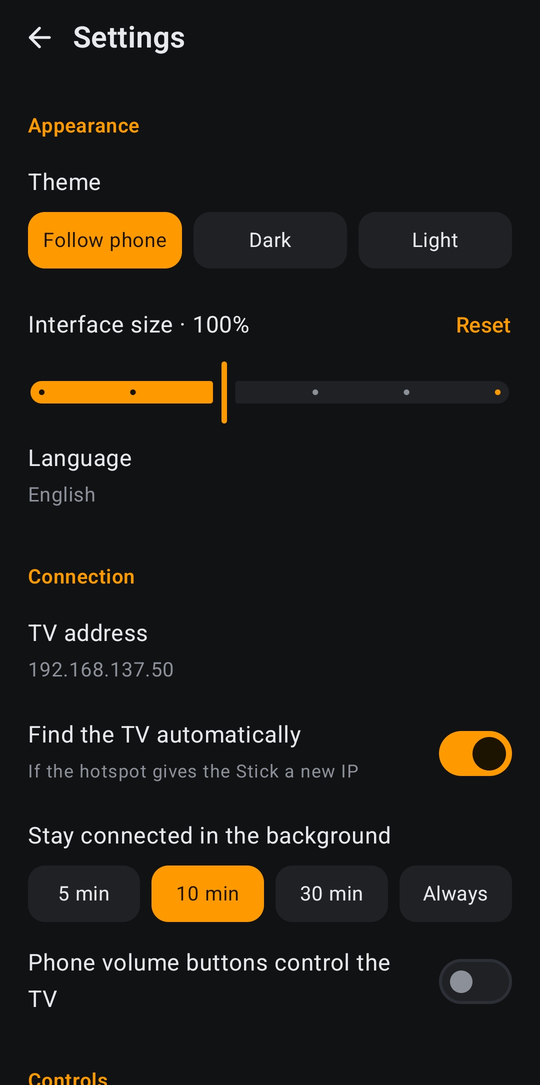 Settings
Appearance
Theme
Follow phone
Dark
Light
Interface size · 100%
Reset
Language
English
Connection
TV address
192.168.137.50
Find the TV automatically
If the hotspot gives the Stick a new IP
Stay connected in the background
5 min
10 min
30 min
Always
Phone volume buttons control the
TV
Controls